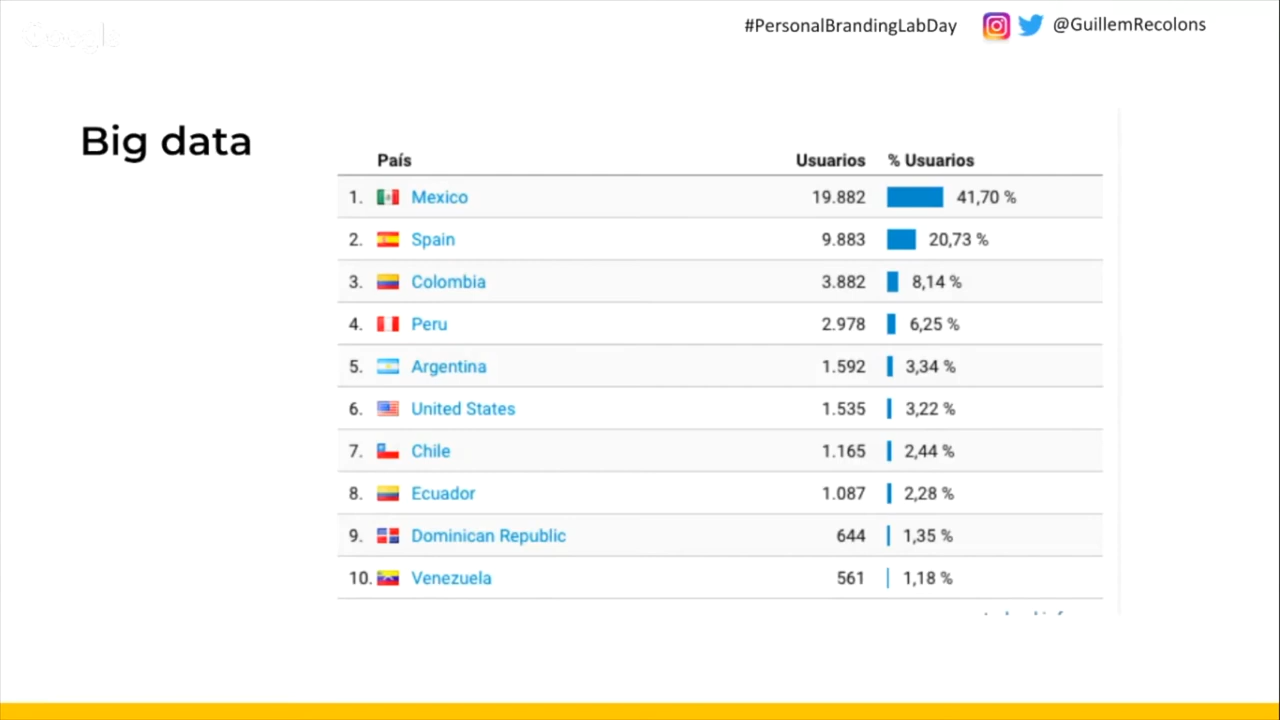 Google
#PersonalBrandingLabDay @GuillemRecolons
Big data
País Usuarios % Usuarios
1. Mexico 19.882 41,70 %
2. Spain 9.883 20,73 %
3. Colombia 3.882 8,14 %
4. Peru 2.978 6,25 %
5. Argentina 1.592 3,34 %
6. United States 1.535 3,22 %
7. Chile 1.165 2,44 %
8. Ecuador 1.087 2,28 %
9. Dominican Republic 644 1,35 %
10. Venezuela 561 1,18 %